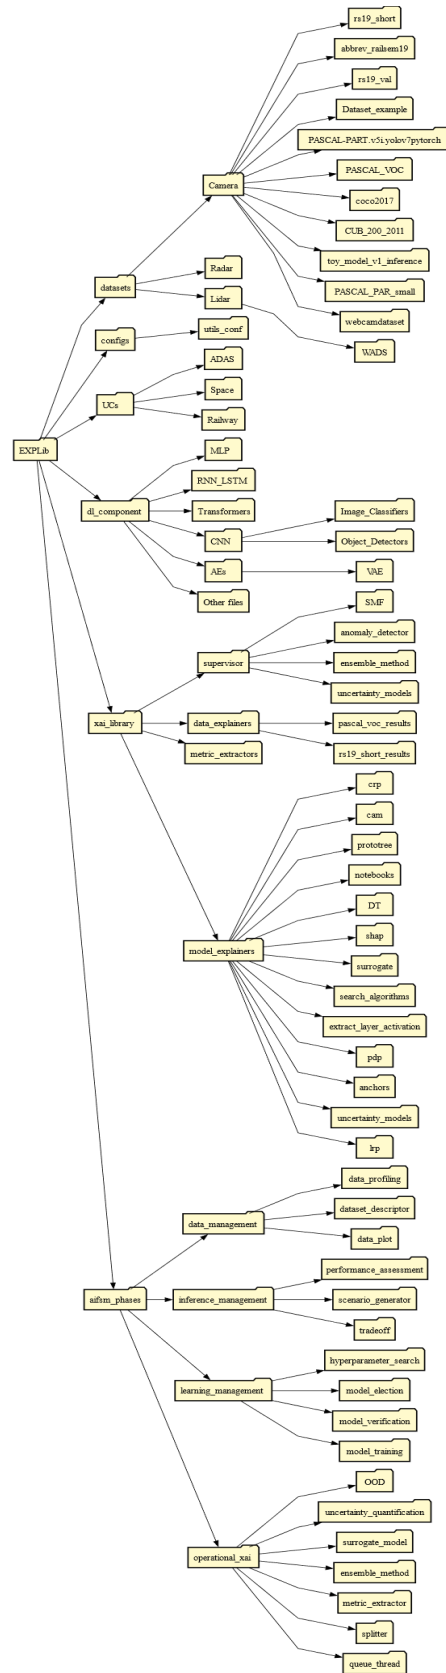 rs19_short
abbrev_railsem19
rs19_val
Dataset_example
PASCAL-PART.v5i.yolov7pytorch
Camera
PASCAL_VOC
coco2017
CUB_200_2011
toy_model_v1_inference
Radar
datasets
PASCAL_PAR_small
Lidar
webcamdataset
utils_conf
configs
WADS
ADAS
Space
UCs
Railway
EXPLib
MLP
RNN_LSTM
dl_component
Transformers
Image_Classifiers
CNN
Object_Detectors
AEs
VAE
Other files
SMF
anomaly_detector
supervisor
ensemble_method
uncertainty_models
xai_library
data_explainers
pascal_voc_results
metric_extractors
rs19_short_results
crp
cam
prototree
notebooks
DT
shap
model_explainers
surrogate
search_algorithms
extract_layer_activation
pdp
anchors
uncertainty_models
lrp
data_profiling
dataset_descriptor
data_management
data_plot
performance_assessment
aifsm_phases
inference_management
scenario_generator
tradeoff
hyperparameter_search
learning_management
model_election
model_verification
model_training
OOD
uncertainty_quantification
surrogate_model
operational_xai
ensemble_method
metric_extractor
splitter
queue_thread